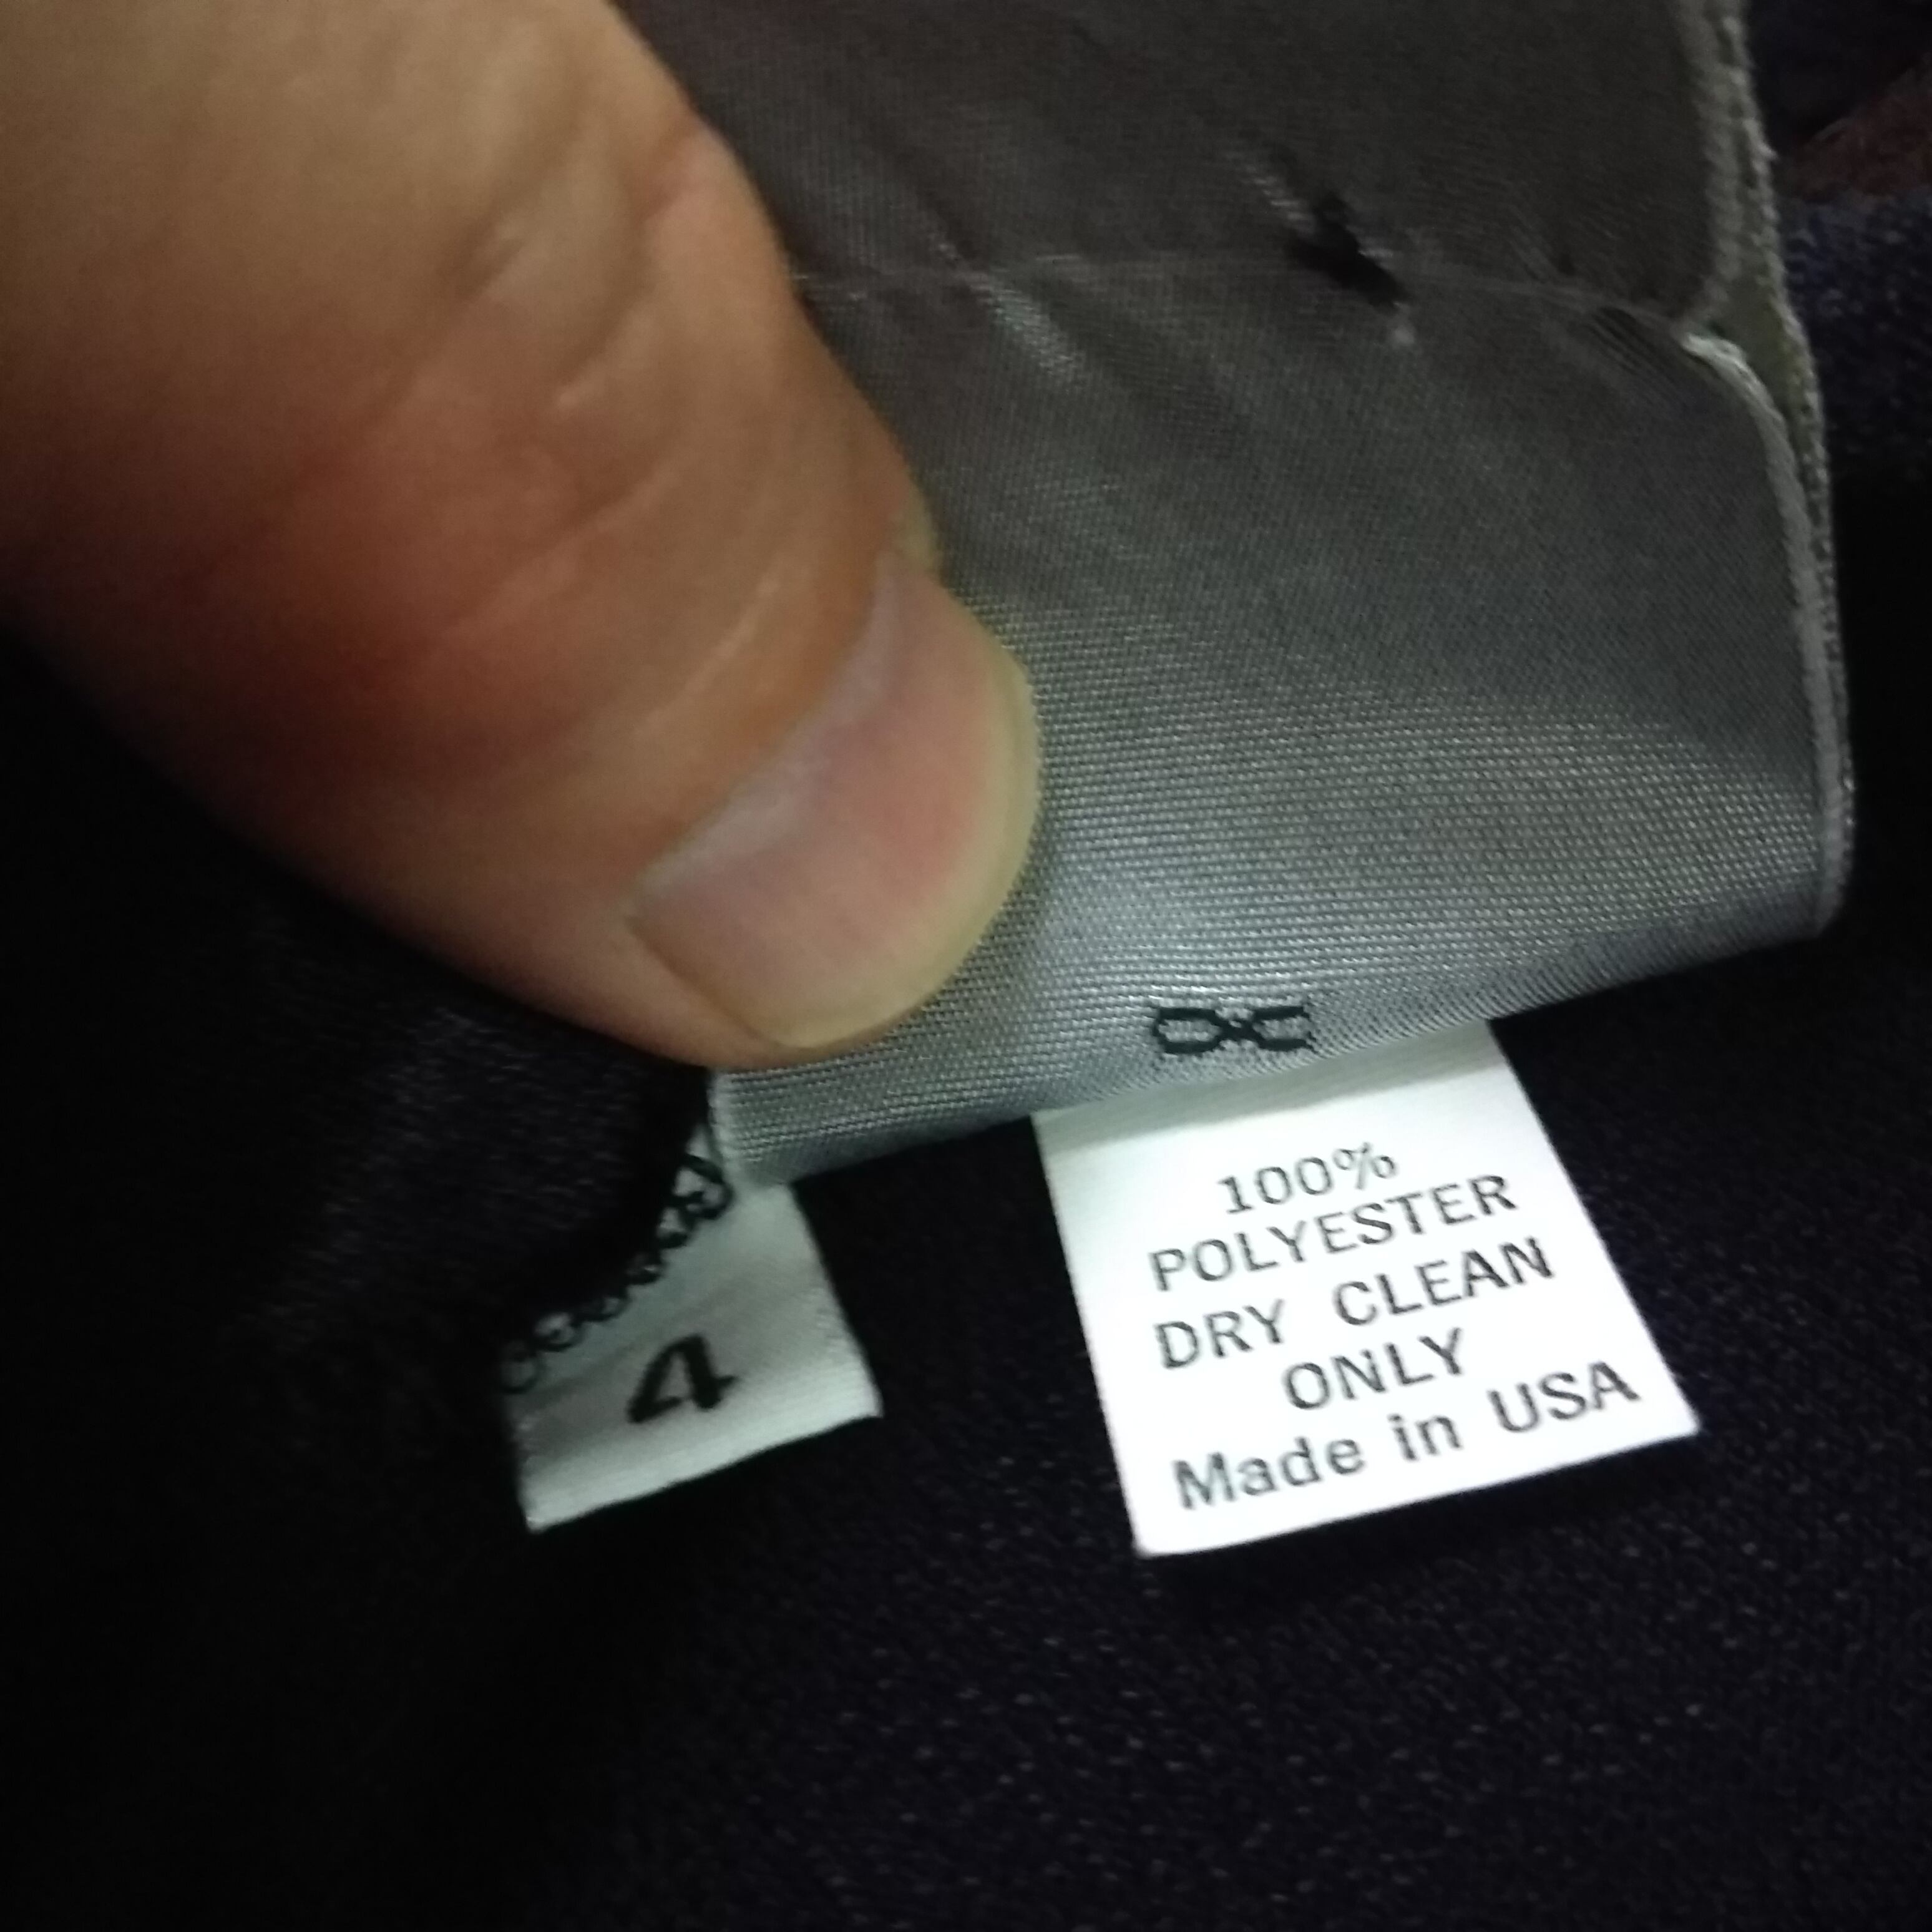 4
100%
POLYESTER
DRY CLEAN
ONLY
Made in USA